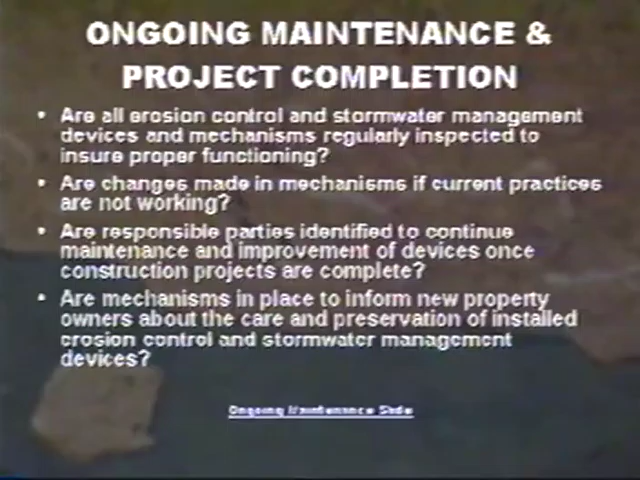 ONGOING MAINTENANCE &
PROJECT COMPLETION
• Are all erosion control and stormwater management
devices and mechanisms regularly inspected to
insure proper functioning?
• Are changes made in mechanisms if current practices
are not working?
• Are responsible parties identified to continue
maintenance and improvement of devices once
construction projects are complete?
• Are mechanisms in place to inform new property
owners about the care and preservation of installed
erosion control and stormwater management
devices?
Ongoing Maintenance Slide